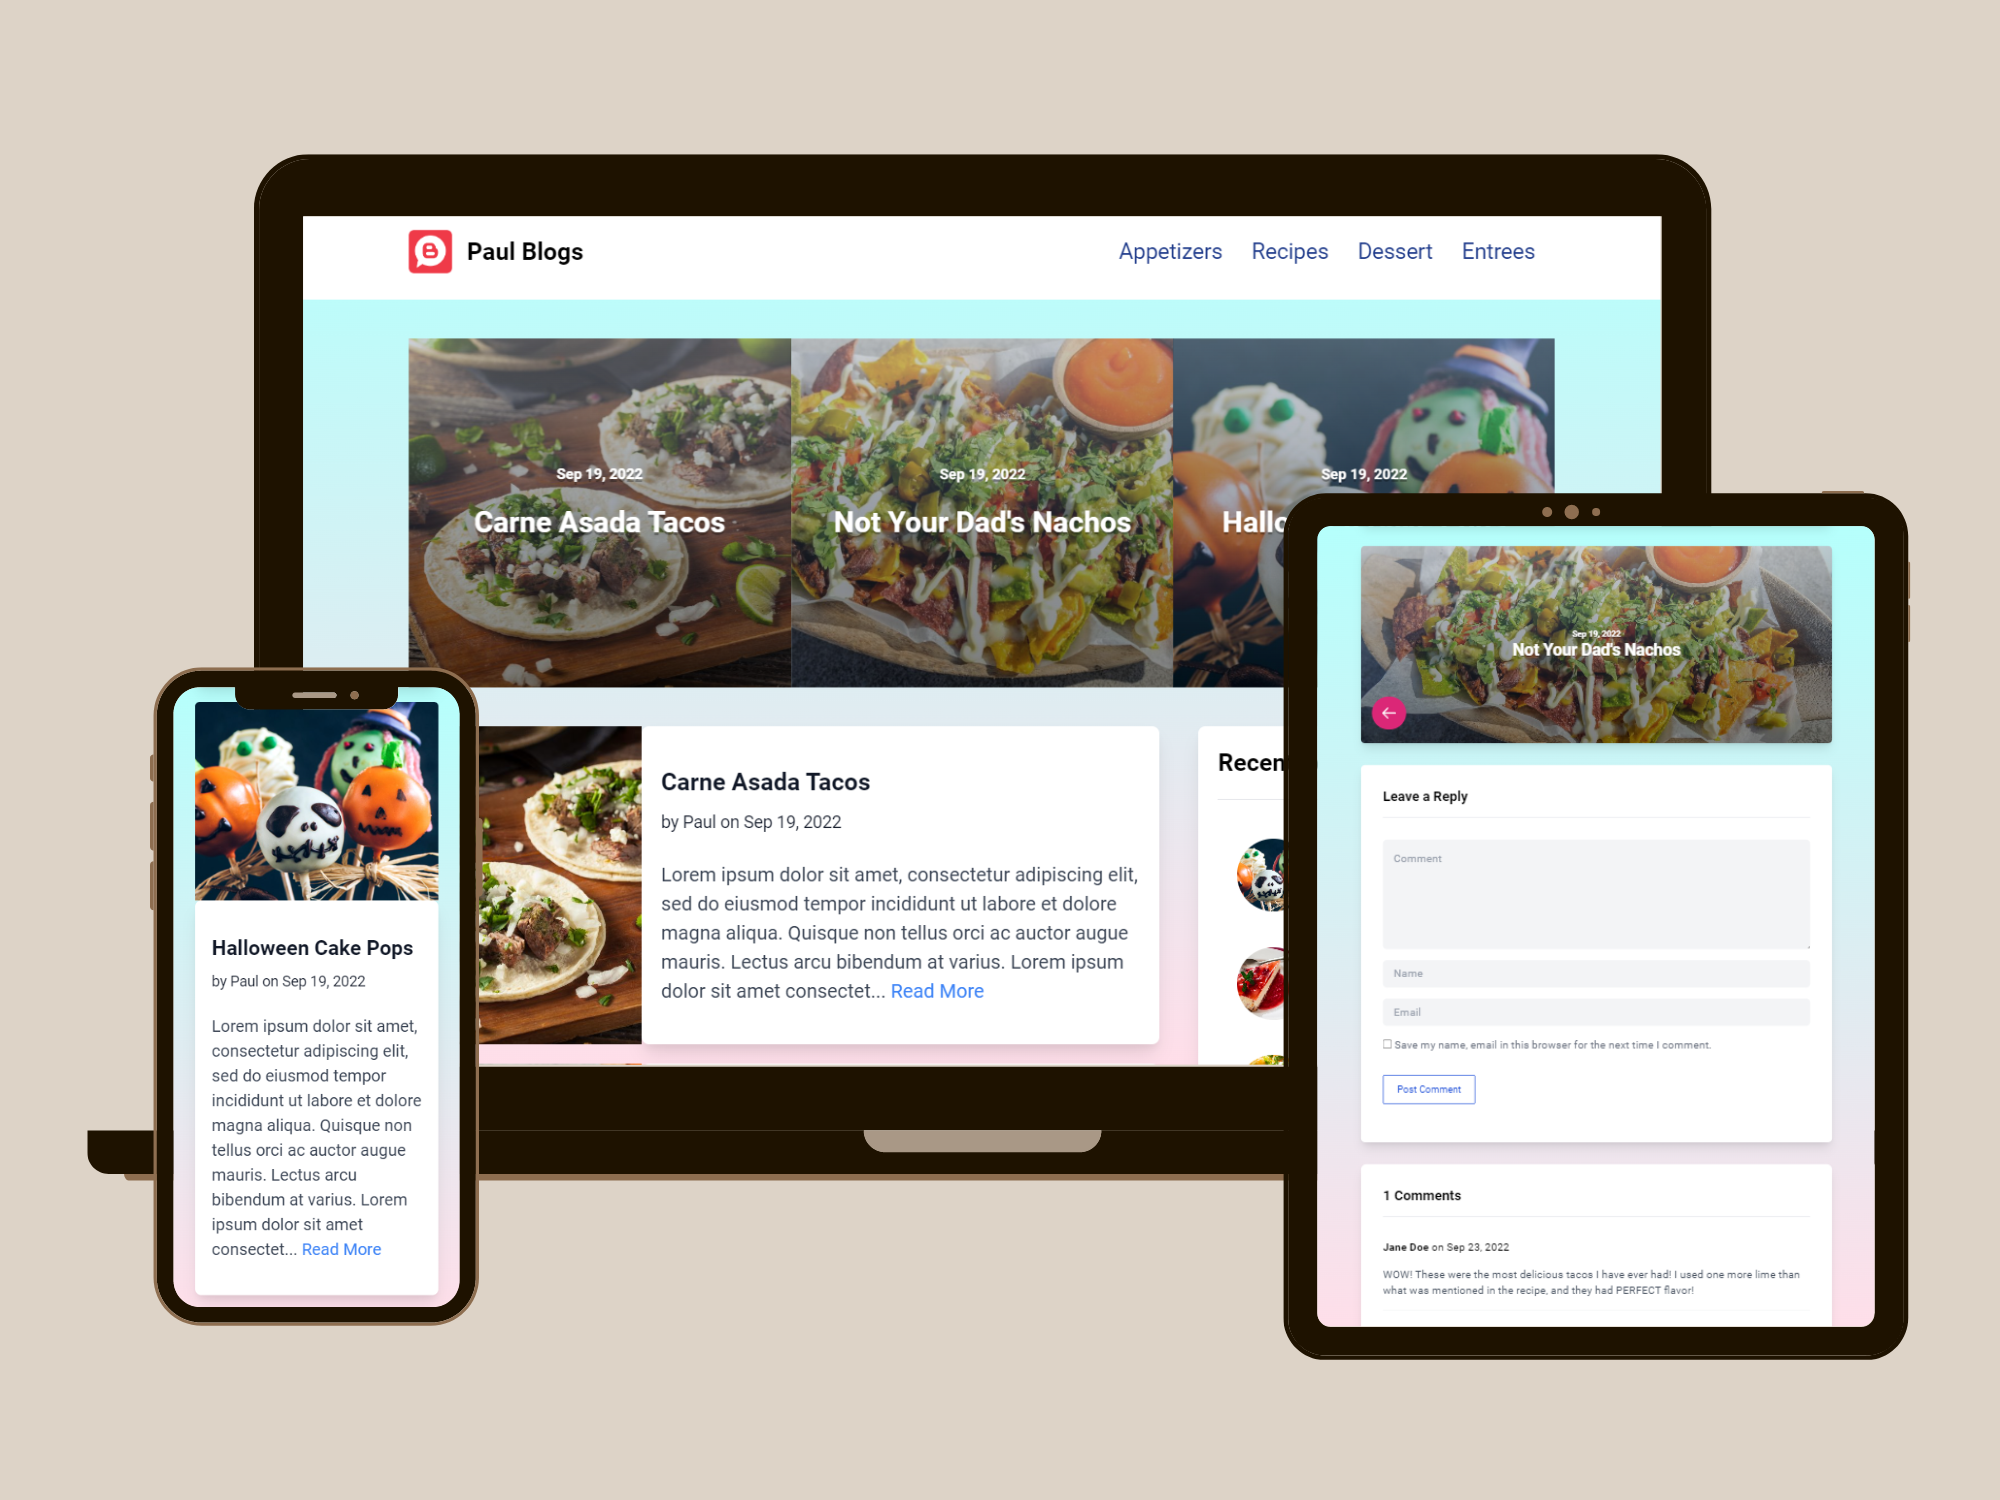 Paul Blogs
Appetizers Recipes Dessert Entrees
Sep 19, 2022
Carne Asada Tacos
Sep 19, 2022
Not Your Dad's Nachos
Sep 19, 2022
Hallo
Carne Asada Tacos
by Paul on Sep 19, 2022
Lorem ipsum dolor sit amet, consectetur adipiscing elit,
sed do eiusmod tempor incididunt ut labore et dolore
magna aliqua. Quisque non tellus orci ac auctor augue
mauris. Lectus arcu bibendum at varius. Lorem ipsum
dolor sit amet consectet... Read More
Recen
Halloween Cake Pops
by Paul on Sep 19, 2022
Lorem ipsum dolor sit amet,
consectetur adipiscing elit,
sed do eiusmod tempor
incididunt ut labore et dolore
magna aliqua. Quisque non
tellus orci ac auctor augue
mauris. Lectus arcu
bibendum at varius. Lorem
ipsum dolor sit amet
consectet... Read More
Sep 19, 2022
Not Your Dad's Nachos
Leave a Reply
Comment
Name
Email
Save my name, email in this browser for the next time I comment.
Post Comment
1 Comments
Jane Doe on Sep 23, 2022
WOW! These were the most delicious tacos I have ever had! I used one more lime than
what was mentioned in the recipe, and they had PERFECT flavor!